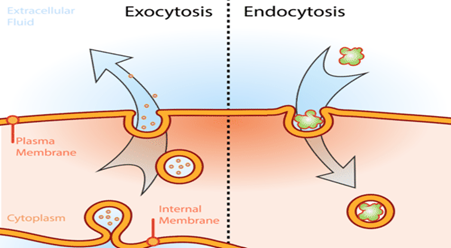 Extracellular
Fluid
Exocytosis
Endocytosis
Plasma
Membrane
Cytoplasm
Internal
Membrane